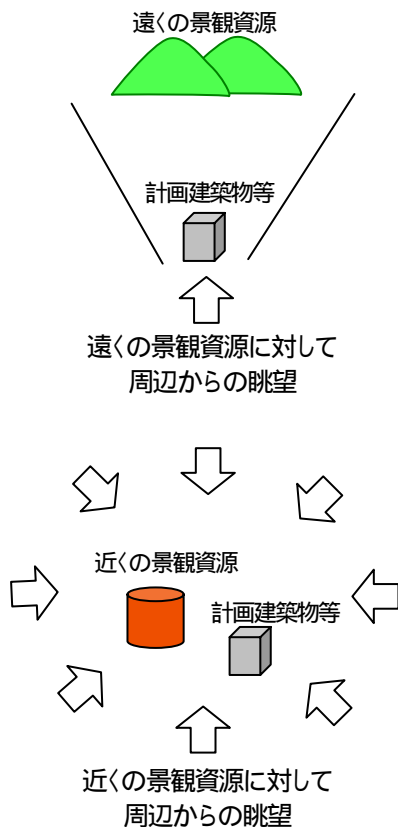 遠くの景観資源
計画建築物等
遠くの景観資源に対して
周辺からの眺望
近くの景観資源
計画建築物等
近くの景観資源に対して
周辺からの眺望